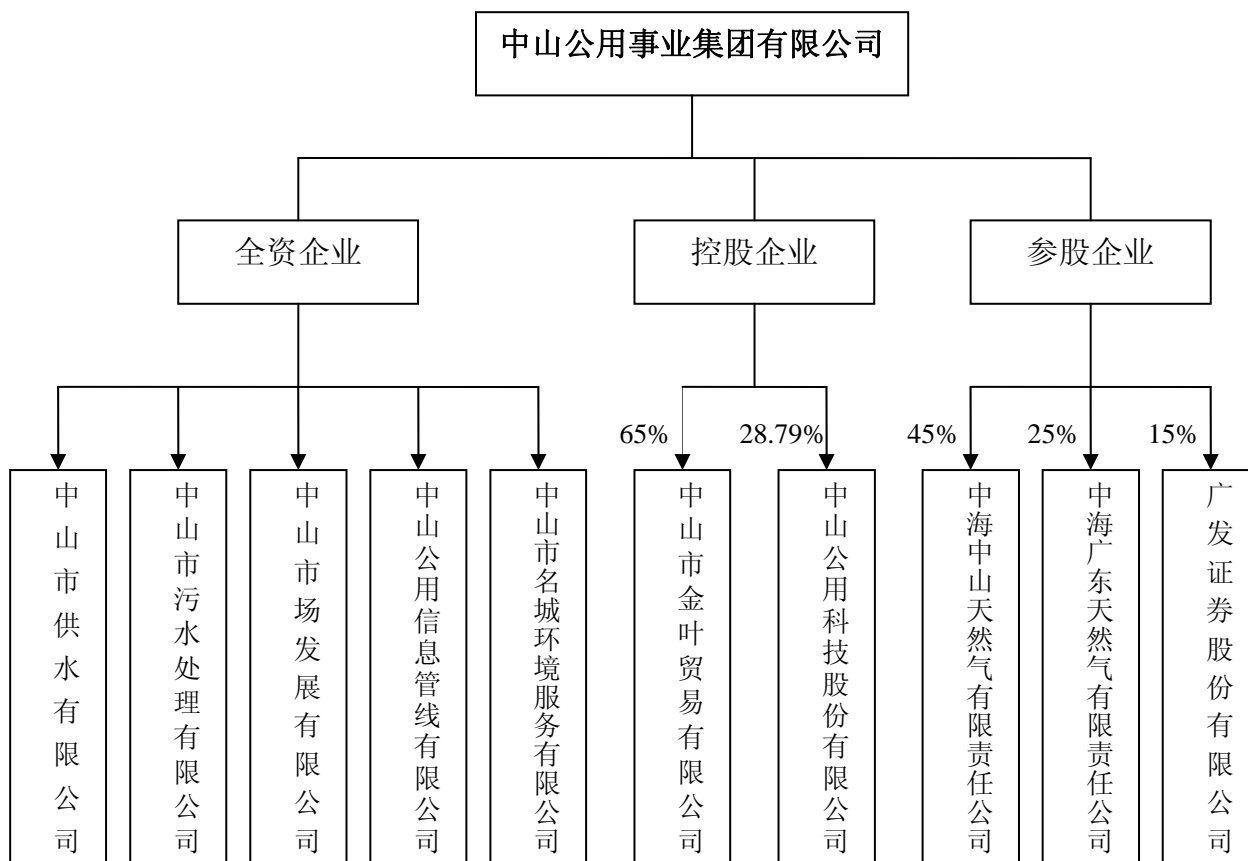 中山公用事业集团有限公司
全资企业
控股企业
参股企业
65%
28.79%
45%
25%
15%
中山市供水有限公司
中山市污水处理有限公司
中山市场发展有限公司
中山公用信息管线有限公司
中山市名城环境服务有限公司
中山市金叶贸易有限公司
中山公用科技股份有限公司
中海中山天然气有限责任公司
中海广东天然气有限责任公司
广发证券股份有限公司